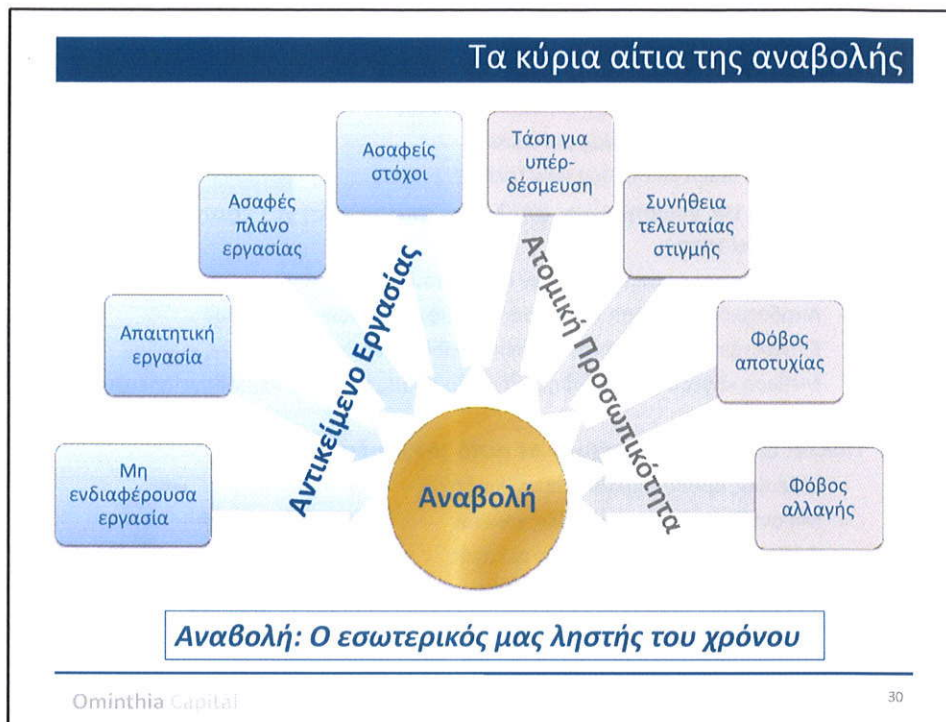 Τα κύρια αίτια της αναβολής
Ασαφείς
στόχοι
Τάση για
υπέρ-
δέσμευση
Ασαφές
πλάνο
εργασίας
Συνήθεια
τελευταίας
στιγμής
Απαιτητική
εργασία
Φόβος
αποτυχίας
Αντικείμενο Εργασίας
Ατομική Προσωπικότητα
Μη
ενδιαφέρουσα
εργασία
Αναβολή
Φόβος
αλλαγής
Αναβολή: Ο εσωτερικός μας ληστής του χρόνου
Ominthia Capital
30